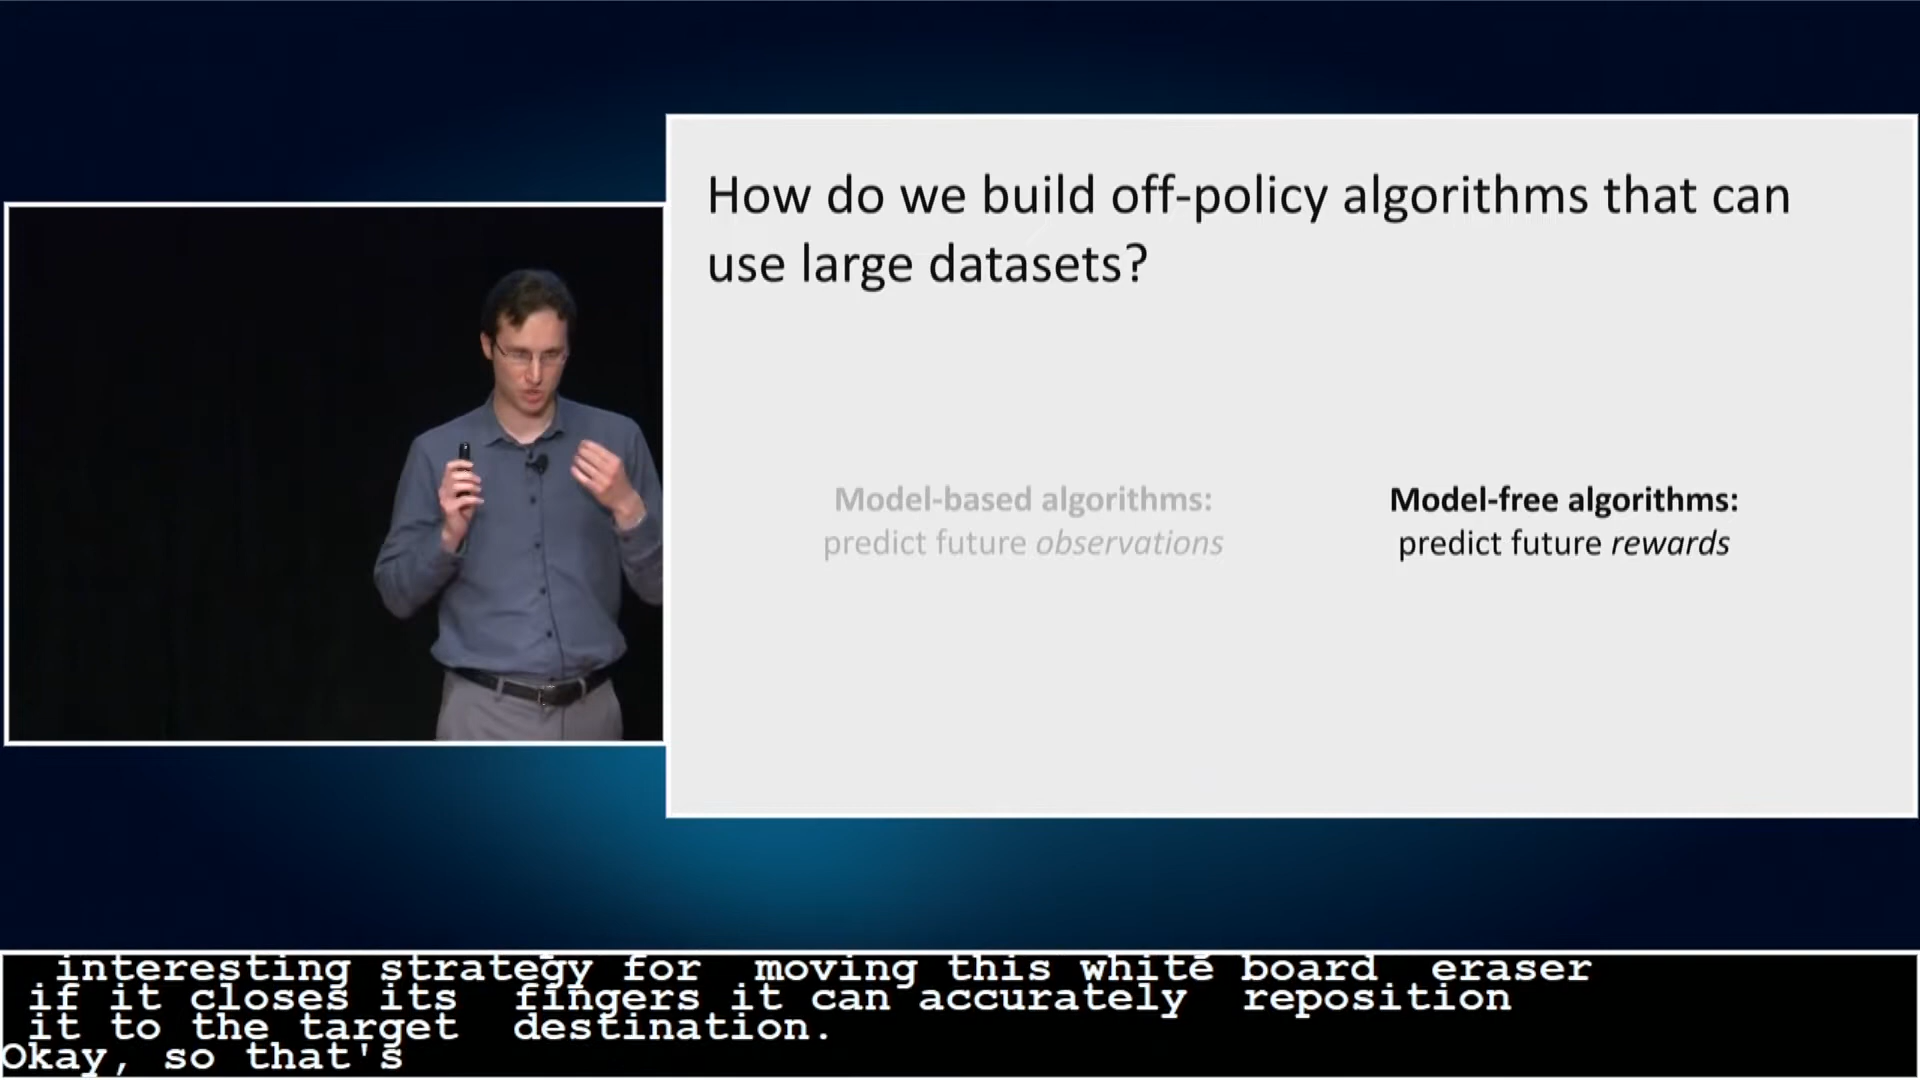 How do we build off-policy algorithms that can
use large datasets?
Model-based algorithms:
predict future observations
Model-free algorithms:
predict future rewards
interesting strategy for moving this white board eraser
if it closes its fingers it can accurately reposition
it to the target destination.
Okay, so that's